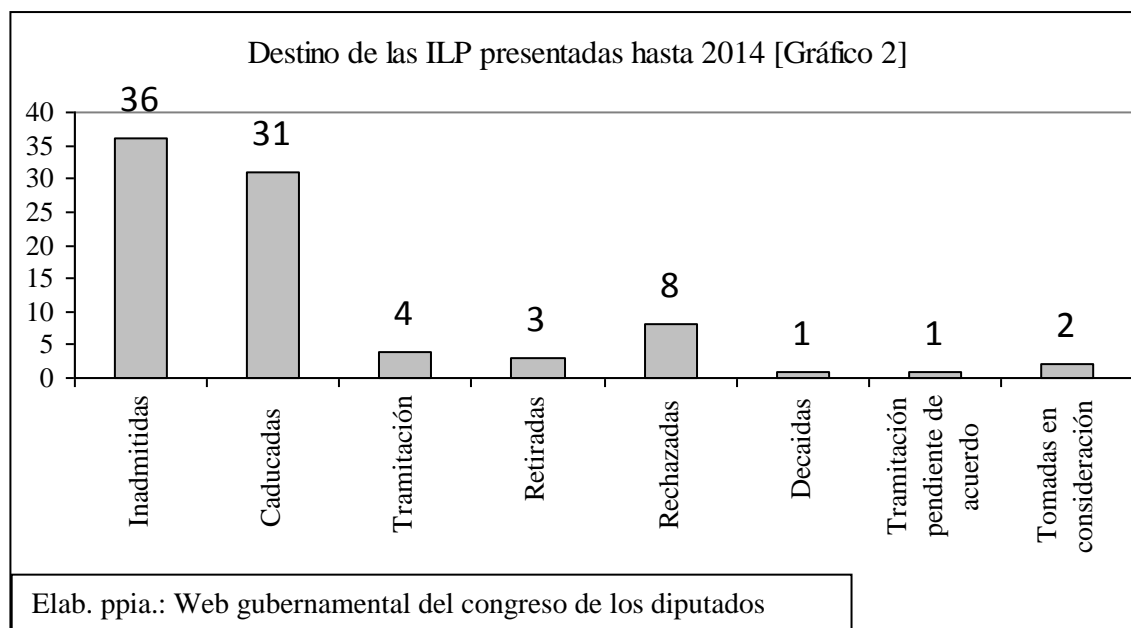 Destino de las ILP presentadas hasta 2014 [Gráfico 2]
40
35
30
25
20
15
10
5
0
36
31
4
3
8
1
1
2
Inadmitidas
Caducadas
Tramitación
Retiradas
Rechazadas
Decaidas
Tramitación
pendiente de
acuerdo
Tomadas en
consideración
Elab. ppia.: Web gubernamental del congreso de los diputados